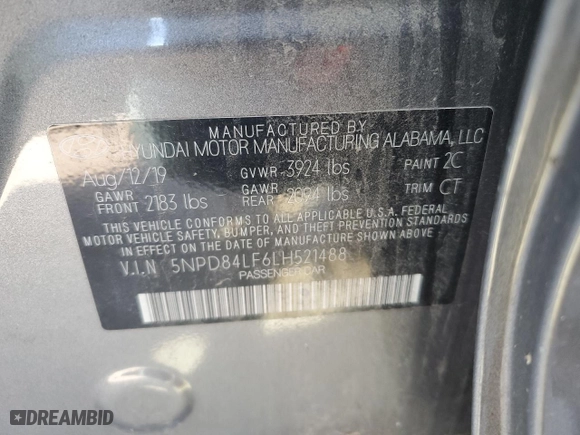 MANUFACTURED BY
HYUNDAI MOTOR MANUFACTURING ALABAMA, LLC
Aug/12/19 GVWR 3924 lbs PAINT 2C
GAWR FRONT 2183 lbs GAWR REAR 2094 lbs TRIM CT
THIS VEHICLE CONFORMS TO ALL APPLICABLE U.S.A. FEDERAL
MOTOR VEHICLE SAFETY, BUMPER, AND THEFT PREVENTION STANDARDS
IN EFFECT ON THE DATE OF MANUFACTURE SHOWN ABOVE.
V.I.N 5NPD84LF6LH521488
PASSENGER CAR
DREAMBID